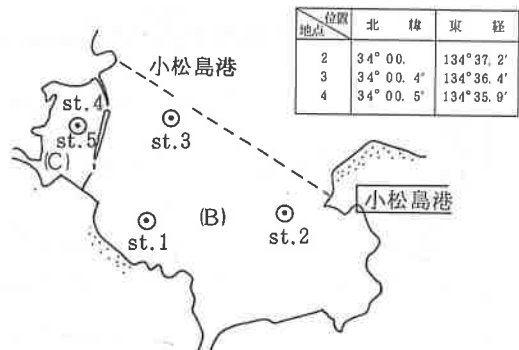 位置
地点
北 緯
東 経
2 34°00. 134°37.2′
3 34°00.4′ 134°36.4′
4 34°00.5′ 134°35.9′
小松島港
st.4
st.5
(C)
st.3
小松島港
(B)
st.1
st.2